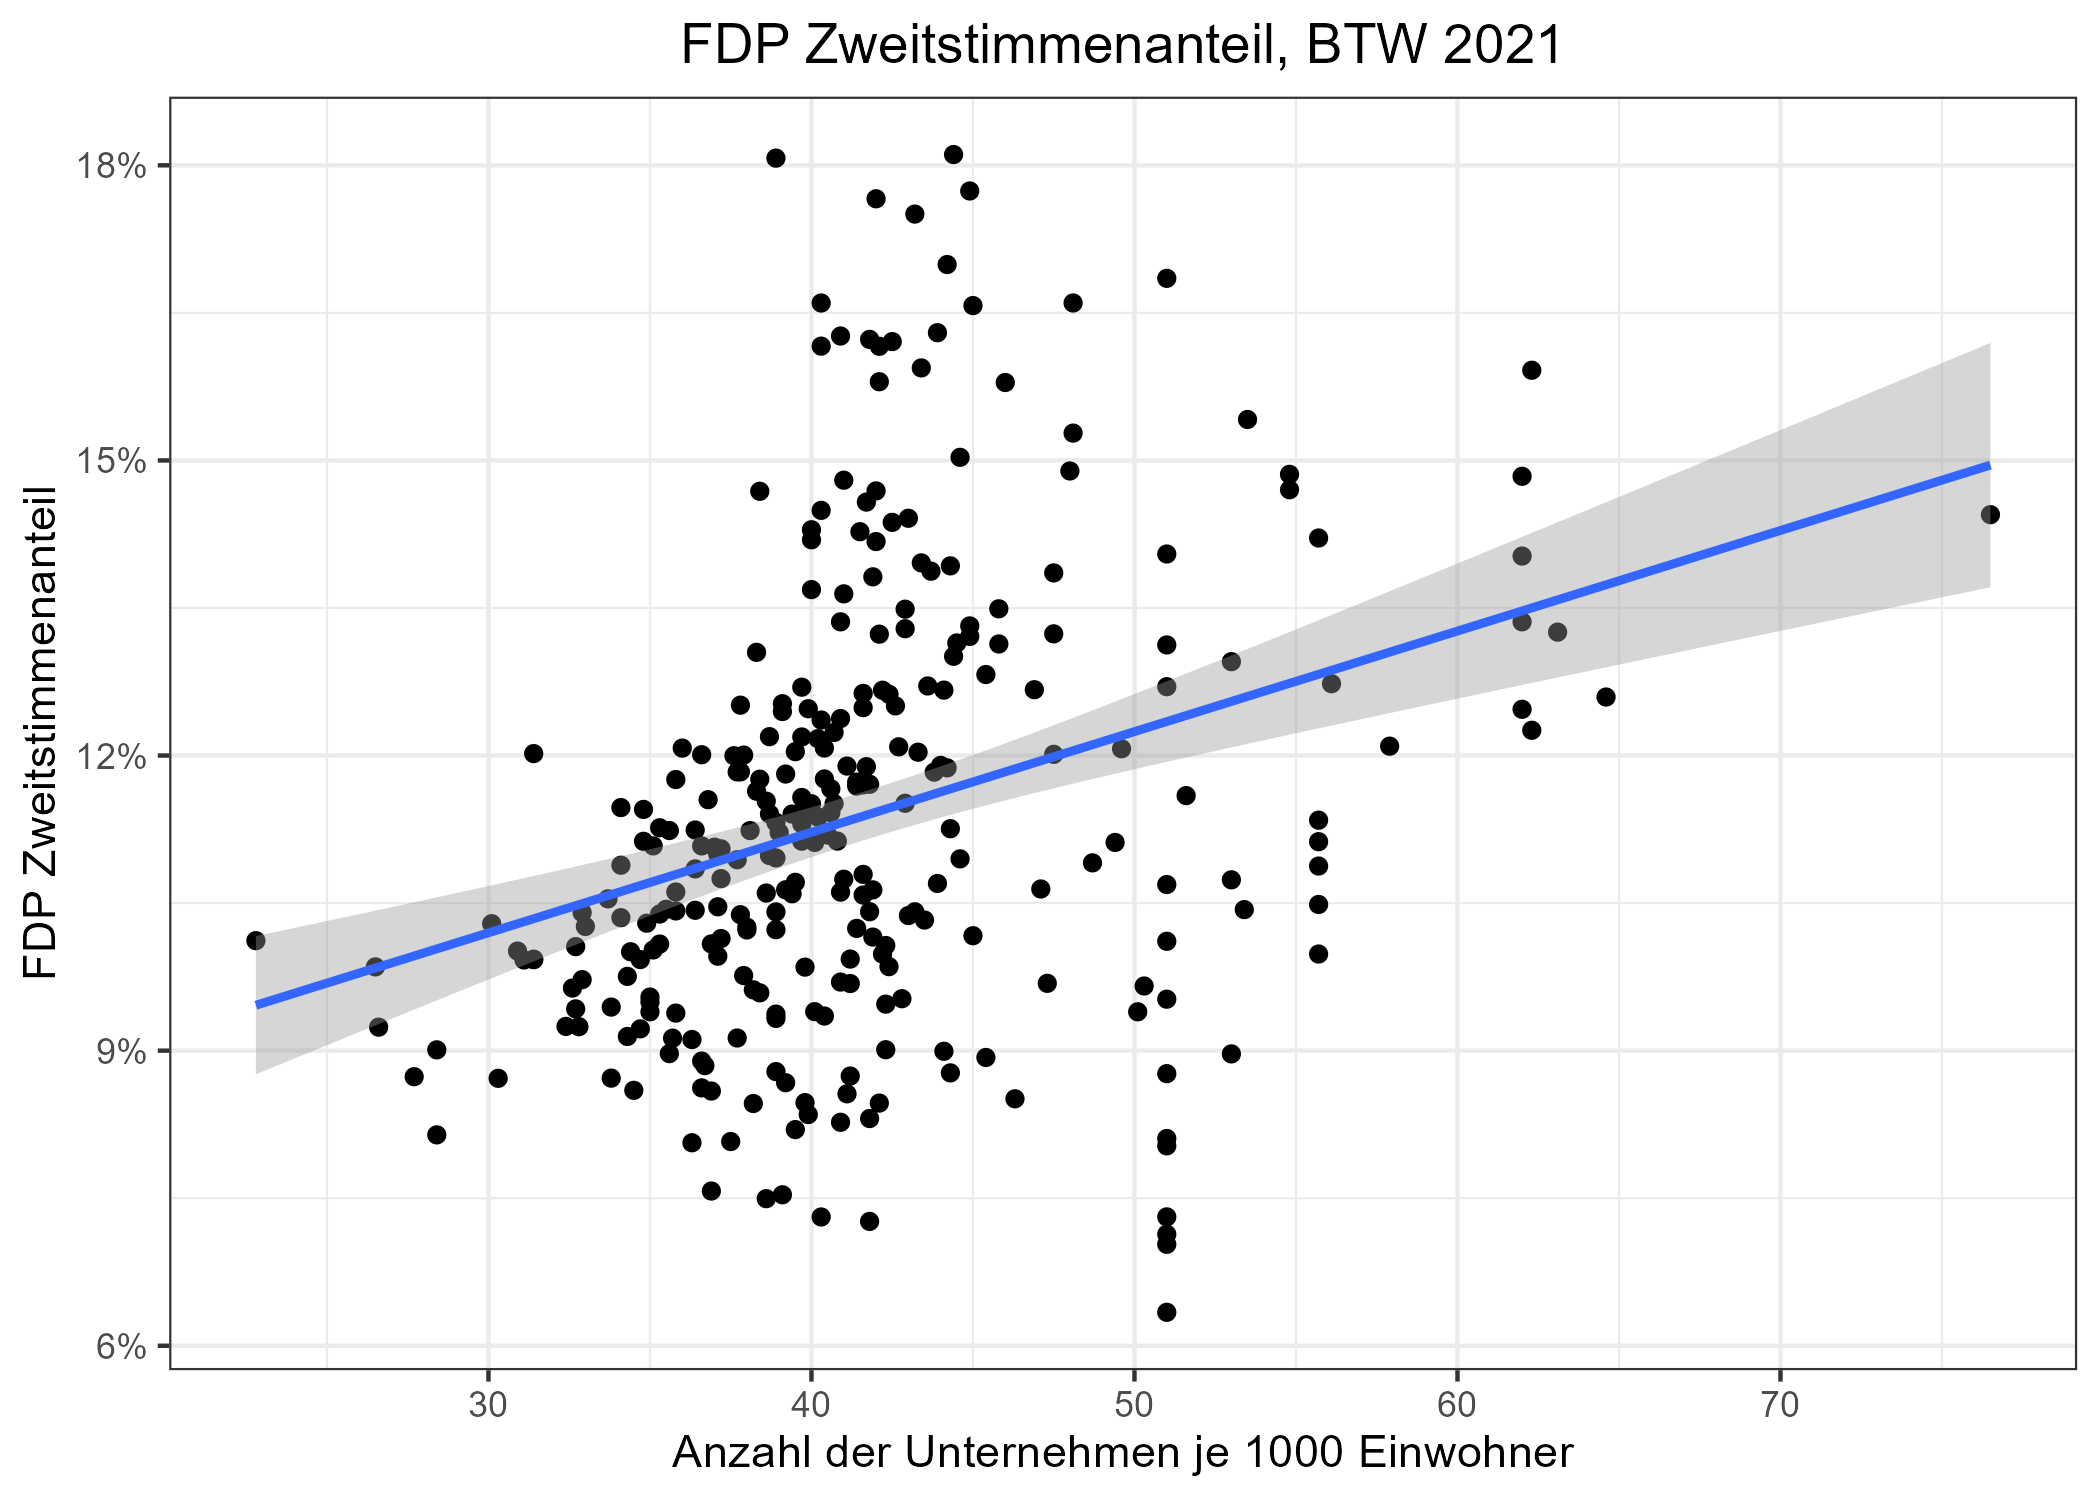 FDP Zweitstimmenanteil, BTW 2021
FDP Zweitstimmenanteil
18%
15%
12%
9%
6%
30 40 50 60 70
Anzahl der Unternehmen je 1000 Einwohner